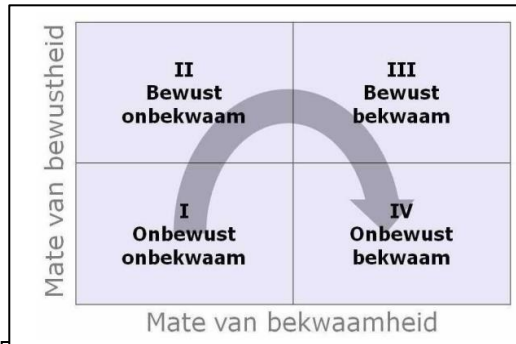 Mate van bewustheid
II
Bewust
onbekwaam
III
Bewust
bekwaam
I
Onbewust
onbekwaam
IV
Onbewust
bekwaam
Mate van bekwaamheid